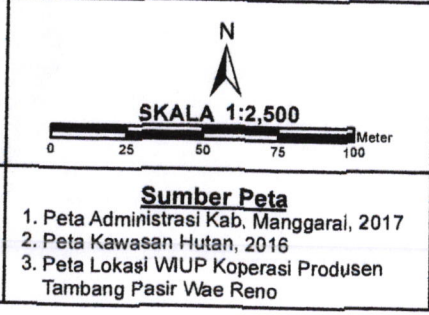 N
SKALA 1:2,500
Meter
0 25 50 75 100
Sumber Peta
1. Peta Administrasi Kab. Manggarai, 2017
2. Peta Kawasan Hutan, 2016
3. Peta Lokasi WIUP Koperasi Produsen
Tambang Pasir Wae Reno